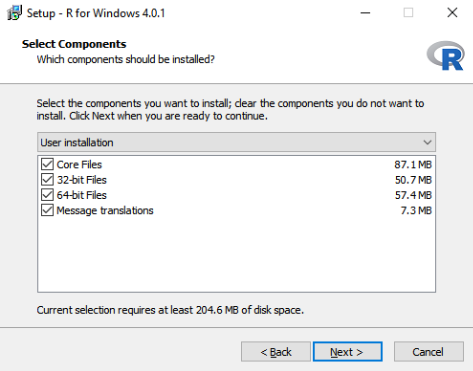 Setup - R for Windows 4.0.1
Select Components
Which components should be installed?
R
Select the components you want to install; clear the components you do not want to
install. Click Next when you are ready to continue.
User installation
Core Files 87.1 MB
32-bit Files 50.7 MB
64-bit Files 57.4 MB
Message translations 7.3 MB
Current selection requires at least 204.6 MB of disk space.
< Back Next > Cancel